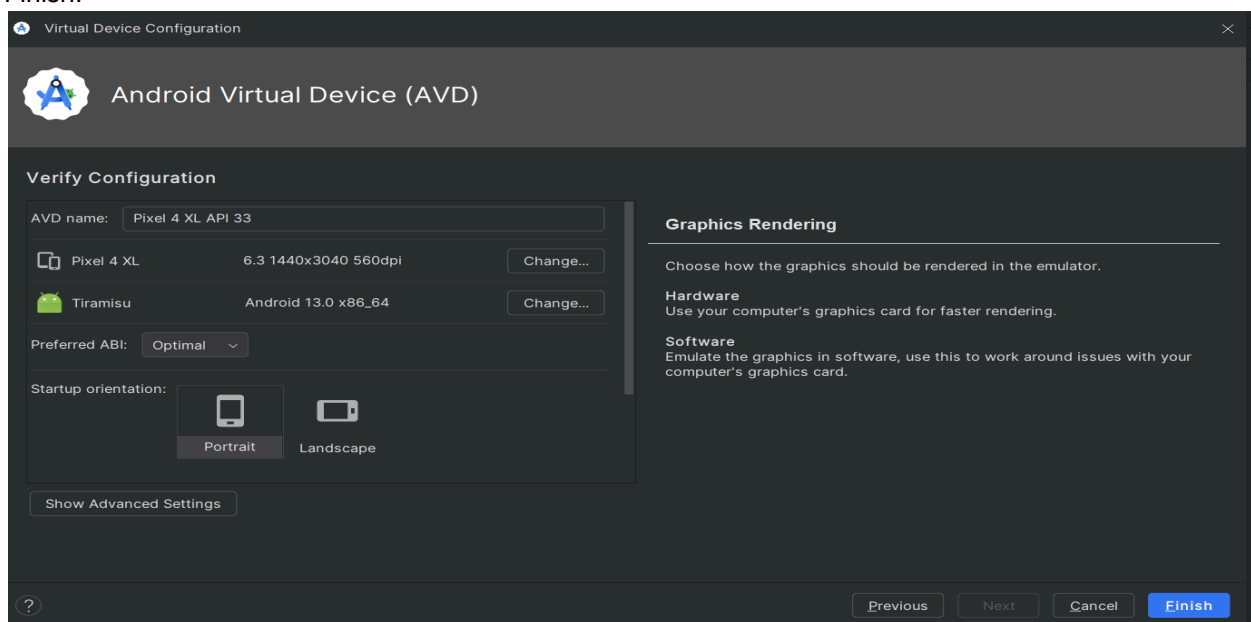 Finish.
Virtual Device Configuration
Android Virtual Device (AVD)
Verify Configuration
AVD name: Pixel 4 XL API 33
Pixel 4 XL 6.3 1440x3040 560dpi Change...
Tiramisu Android 13.0 x86_64 Change...
Preferred ABI: Optimal
Startup orientation:
Portrait Landscape
Show Advanced Settings
Graphics Rendering
Choose how the graphics should be rendered in the emulator.
Hardware
Use your computer's graphics card for faster rendering.
Software
Emulate the graphics in software, use this to work around issues with your
computer's graphics card.
? Previous Next Cancel Finish